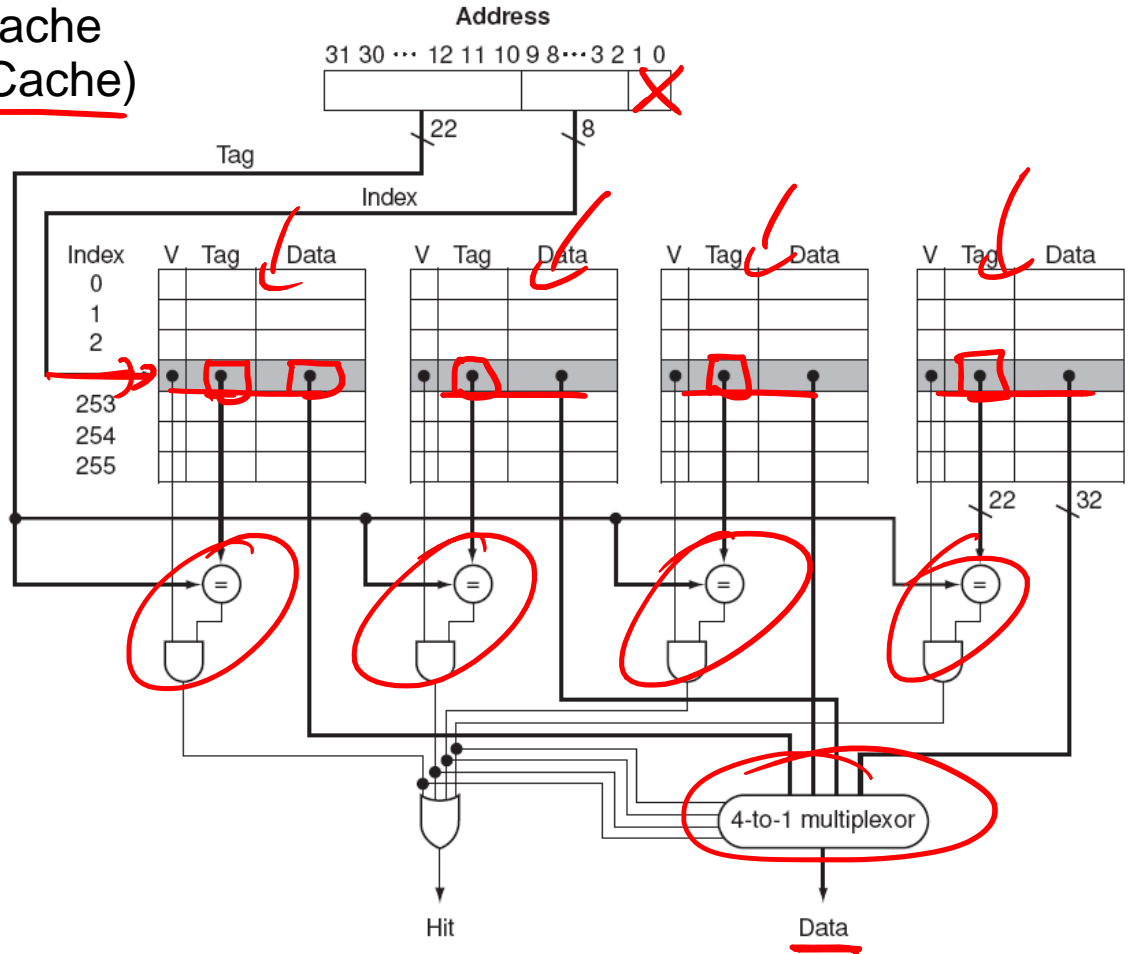 ache
Cache)
Address
31 30 ··· 12 11 10 9 8···3 2 1 0
22
8
Tag
Index
Index V Tag Data V Tag Data V Tag Data V Tag Data
0
1
2
253
254
255
22
32
= = = =
4-to-1 multiplexor
Hit
Data